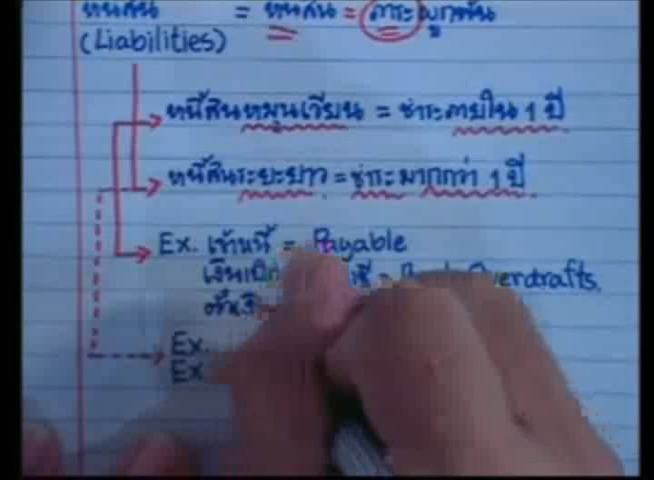 หนี้สิน = หนี้สิน = ภาระผูกพัน
(Liabilities)
หนี้สินหมุนเวียน = ชำระภายใน 1 ปี
หนี้สินระยะยาว = ชำระมากกว่า 1 ปี
Ex. เจ้าหนี้ = Payable
Overdrafts.
Ex.
Ex